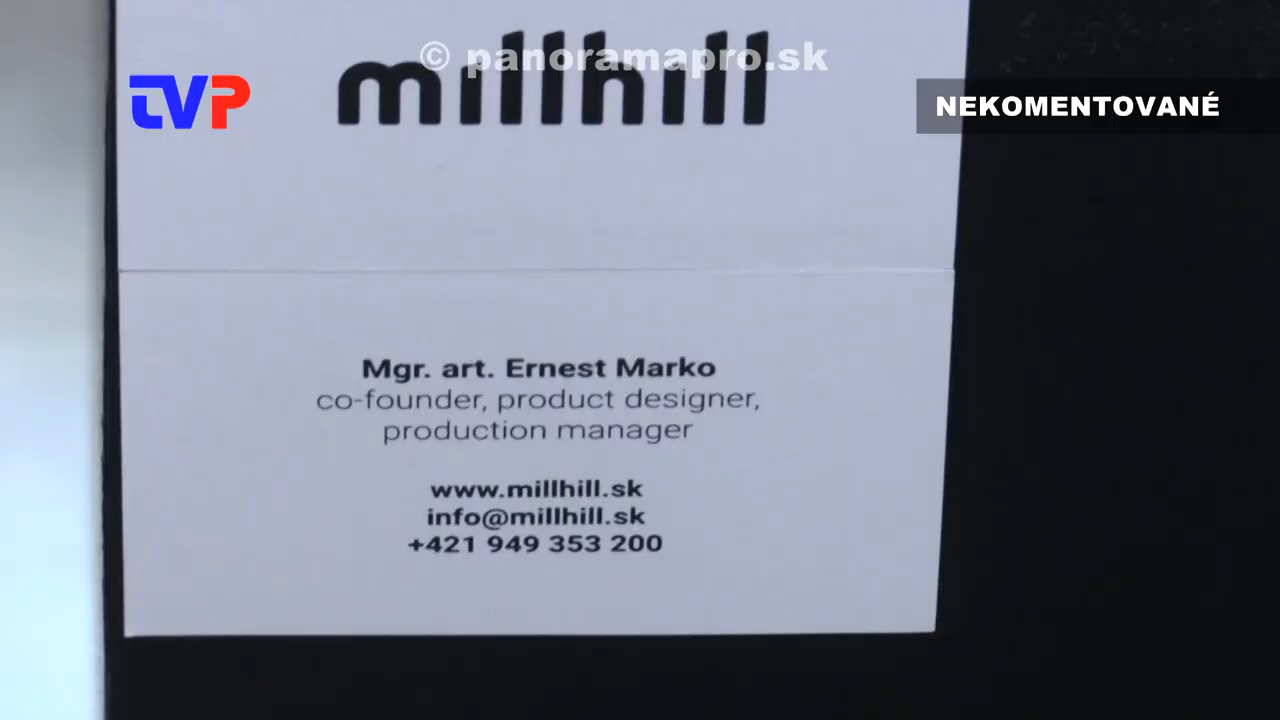 © panoramapro.sk
millhill
TVP
NEKOMENTOVANÉ
Mgr. art. Ernest Marko
co-founder, product designer,
production manager
www.millhill.sk
info@millhill.sk
+421 949 353 200